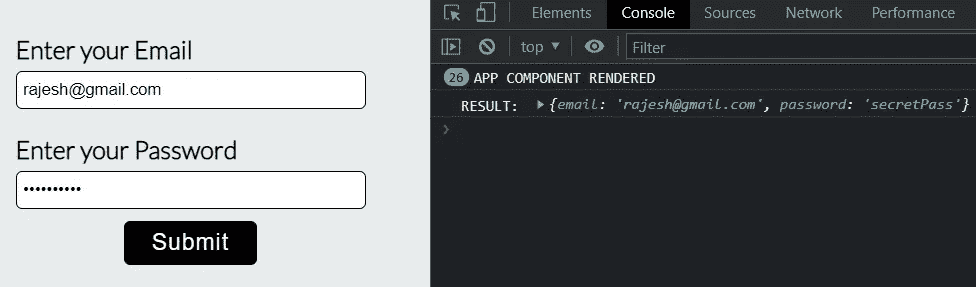 Enter your Email
rajesh@gmail.com
Enter your Password
••••••••••
Submit
Elements Console Sources Network Performance
top ▼ Filter
26 APP COMPONENT RENDERED
RESULT: ▶ {email: 'rajesh@gmail.com', password: 'secretPass'}